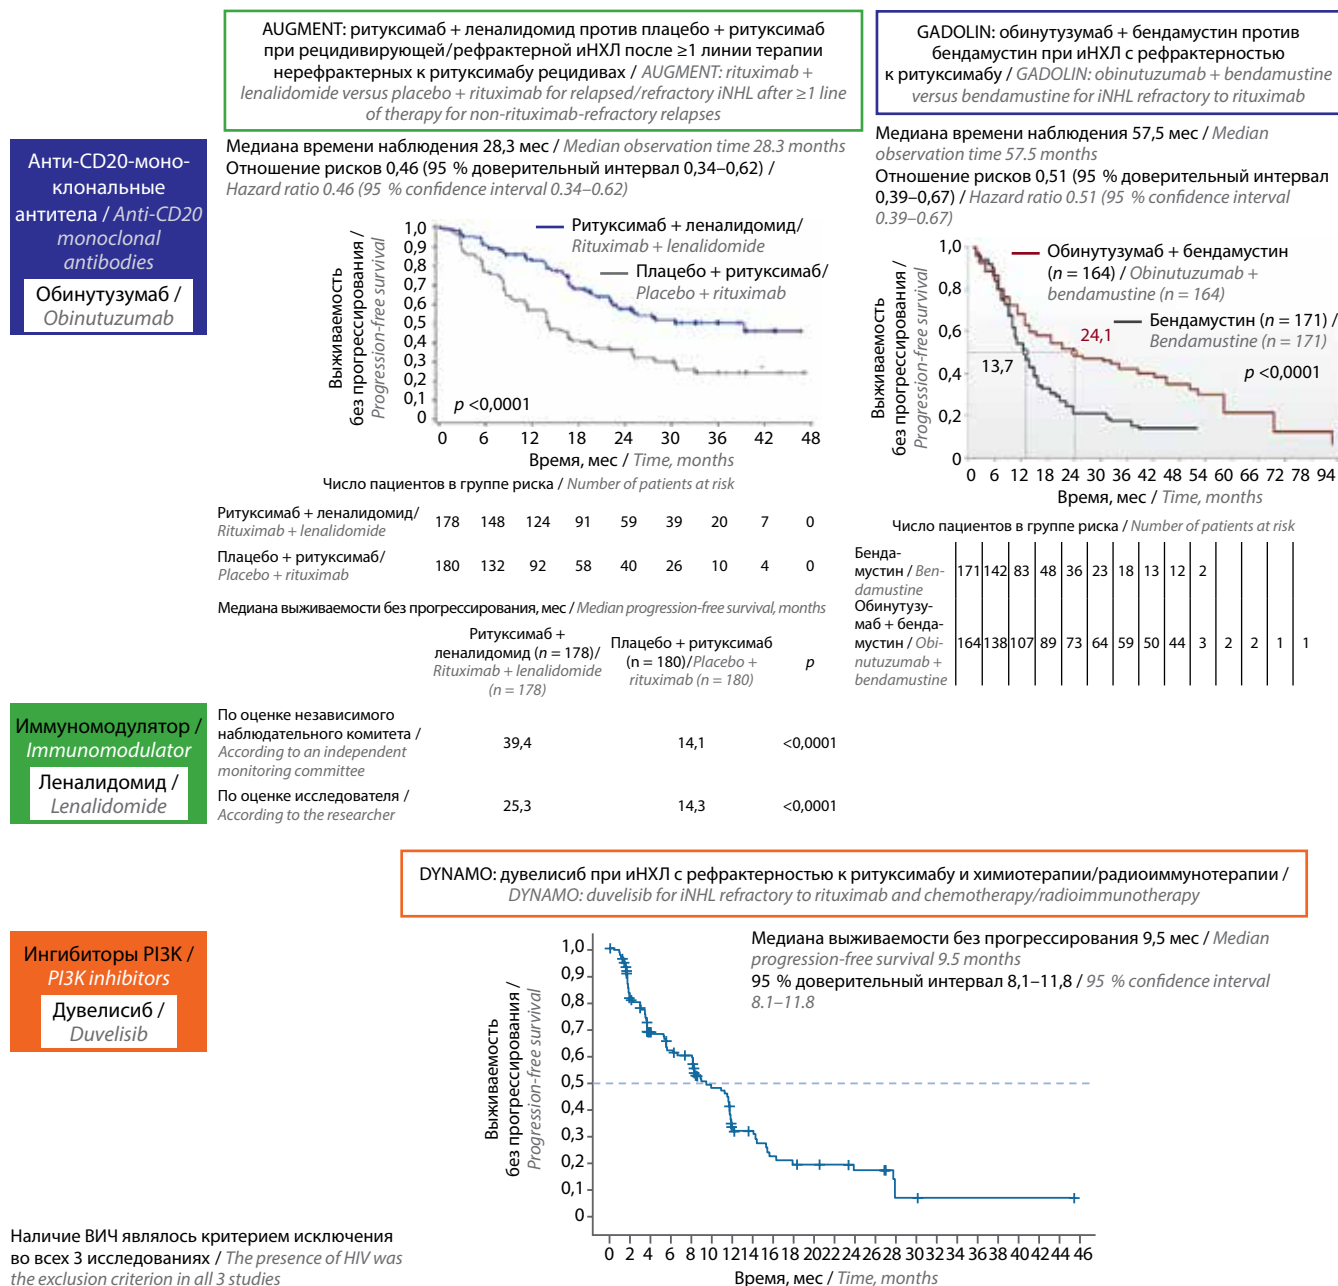 AUGMENT: ритуксимаб + леналидомид против плацебо + ритуксимаб
при рецидивирующей/рефрактерной иНХЛ после ≥1 линии терапии
нерефрактерных к ритуксимабу рецидивах / AUGMENT: rituximab +
lenalidomide versus placebo + rituximab for relapsed/refractory iNHL after ≥1 line
of therapy for non-rituximab-refractory relapses
GADOLIN: обинутузумаб + бендамустин против
бендамустин при иНХЛ с рефрактерностью
к ритуксимабу / GADOLIN: obinutuzumab + bendamustine
versus bendamustine for iNHL refractory to rituximab
Анти-CD20-моно-
клональные
антитела / Anti-CD20
monoclonal
antibodies
Обинутузумаб /
Obinutuzumab
Медиана времени наблюдения 28,3 мес / Median observation time 28.3 months
Отношение рисков 0,46 (95 % доверительный интервал 0,34–0,62) /
Hazard ratio 0.46 (95 % confidence interval 0.34–0.62)
Выживаемость
без прогрессирования /
Progression-free survival
1,0
0,9
0,8
0,7
0,6
0,5
0,4
0,3
0,2
0,1
0
Ритуксимаб + леналидомид/
Rituximab + lenalidomide
Плацебо + ритуксимаб/
Placebo + rituximab
p <0,0001
0 6 12 18 24 30 36 42 48
Время, мес / Time, months
Число пациентов в группе риска / Number of patients at risk
Ритуксимаб + леналидомид/
Rituximab + lenalidomide
178 148 124 91 59 39 20 7 0
Плацебо + ритуксимаб/
Placebo + rituximab
180 132 92 58 40 26 10 4 0
Медиана выживаемости без прогрессирования, мес / Median progression-free survival, months
Ритуксимаб +
леналидомид (n = 178)/
Rituximab + lenalidomide
(n = 178)
Плацебо + ритуксимаб
(n = 180)/Placebo +
rituximab (n = 180)
p
По оценке независимого
наблюдательного комитета /
According to an independent
monitoring committee
39,4 14,1 <0,0001
По оценке исследователя /
According to the researcher
25,3 14,3 <0,0001
Медиана времени наблюдения 57,5 мес / Median
observation time 57.5 months
Отношение рисков 0,51 (95 % доверительный интервал
0,39–0,67) / Hazard ratio 0.51 (95 % confidence interval
0.39–0.67)
Выживаемость
без прогрессирования /
Progression-free survival
1,0
0,8
0,6
0,4
0,2
0
Обинутузумаб + бендамустин
(n = 164) / Obinutuzumab +
bendamustine (n = 164)
Бендамустин (n = 171) /
Bendamustine (n = 171)
24,1
13,7
p <0,0001
0 6 12 18 24 30 36 42 48 54 60 66 72 78 94
Время, мес / Time, months
Число пациентов в группе риска / Number of patients at risk
Бенда-
мустин / Ben-
damustine
171 142 83 48 36 23 18 13 12 2
Обинутузу-
маб + бенда-
мустин / Obi-
nutuzumab +
bendamustine
164 138 107 89 73 64 59 50 44 3 2 2 1 1
Иммуномодулятор /
Immunomodulator
Леналидомид /
Lenalidomide
DYNAMO: дувелисиб при иНХЛ с рефрактерностью к ритуксимабу и химиотерапии/радиоиммунотерапии /
DYNAMO: duvelisib for iNHL refractory to rituximab and chemotherapy/radioimmunotherapy
Ингибиторы PI3K /
PI3K inhibitors
Дувелисиб /
Duvelisib
Медиана выживаемости без прогрессирования 9,5 мес / Median
progression-free survival 9.5 months
95 % доверительный интервал 8,1–11,8 / 95 % confidence interval
8.1–11.8
Выживаемость
без прогрессирования /
Progression-free survival
1,0
0,9
0,8
0,7
0,6
0,5
0,4
0,3
0,2
0,1
0
0 2 4 6 8 10 12 14 16 18 20 22 24 26 28 30 32 34 36 38 40 42 44 46
Время, мес / Time, months
Наличие ВИЧ являлось критерием исключения
во всех 3 исследованиях / The presence of HIV was
the exclusion criterion in all 3 studies